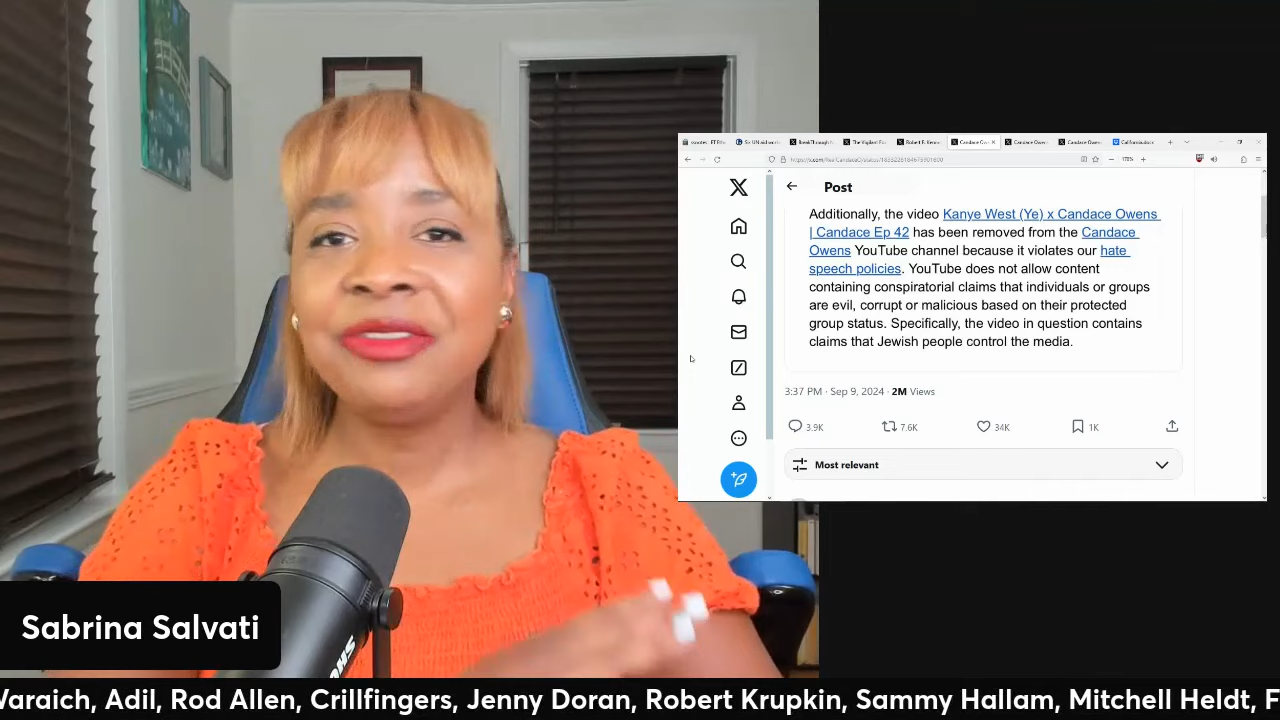 Post
Additionally, the video Kanye West (Ye) x Candace Owens
| Candace Ep 42 has been removed from the Candace
Owens YouTube channel because it violates our hate
speech policies. YouTube does not allow content
containing conspiratorial claims that individuals or groups
are evil, corrupt or malicious based on their protected
group status. Specifically, the video in question contains
claims that Jewish people control the media.
3:37 PM · Sep 9, 2024 · 2M Views
3.9K 7.6K 34K 1K
Most relevant
SHU
Sabrina Salvati
Waraich, Adil, Rod Allen, Crillfingers, Jenny Doran, Robert Krupkin, Sammy Hallam, Mitchell Heldt, F